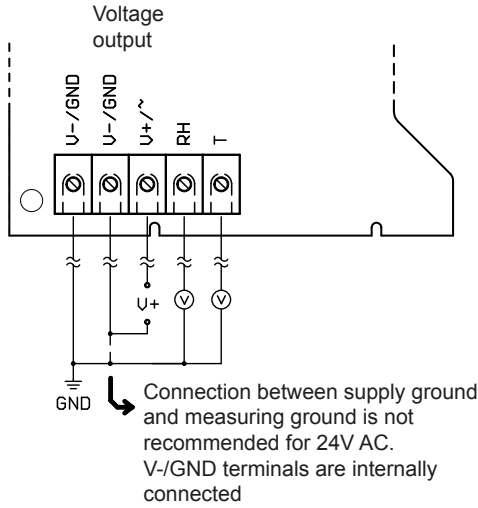 Voltage
output
V-/GND
V-/GND
V+/~
RH
T
V+
V
V
GND
Connection between supply ground
and measuring ground is not
recommended for 24V AC.
V-/GND terminals are internally
connected